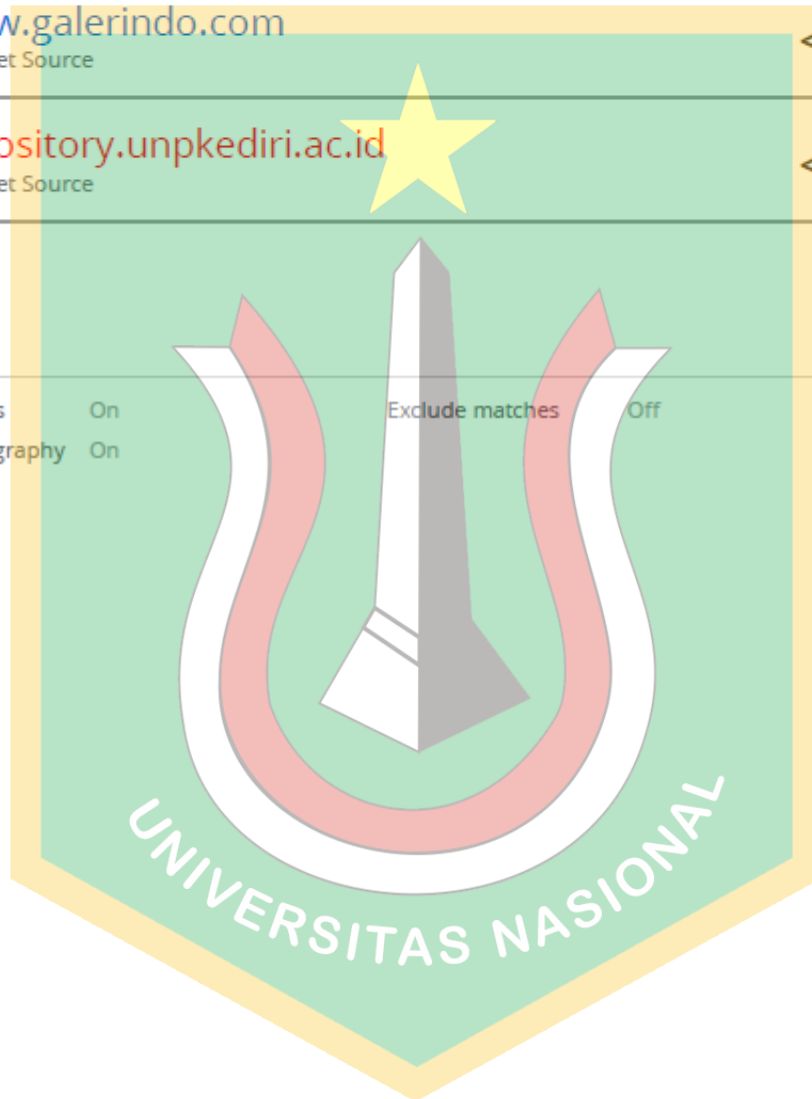 w.galerindo.com
et Source
<
ository.unpkediri.ac.id
et Source
<
s On Exclude matches Off
graphy On
UNIVERSITAS NASIONAL